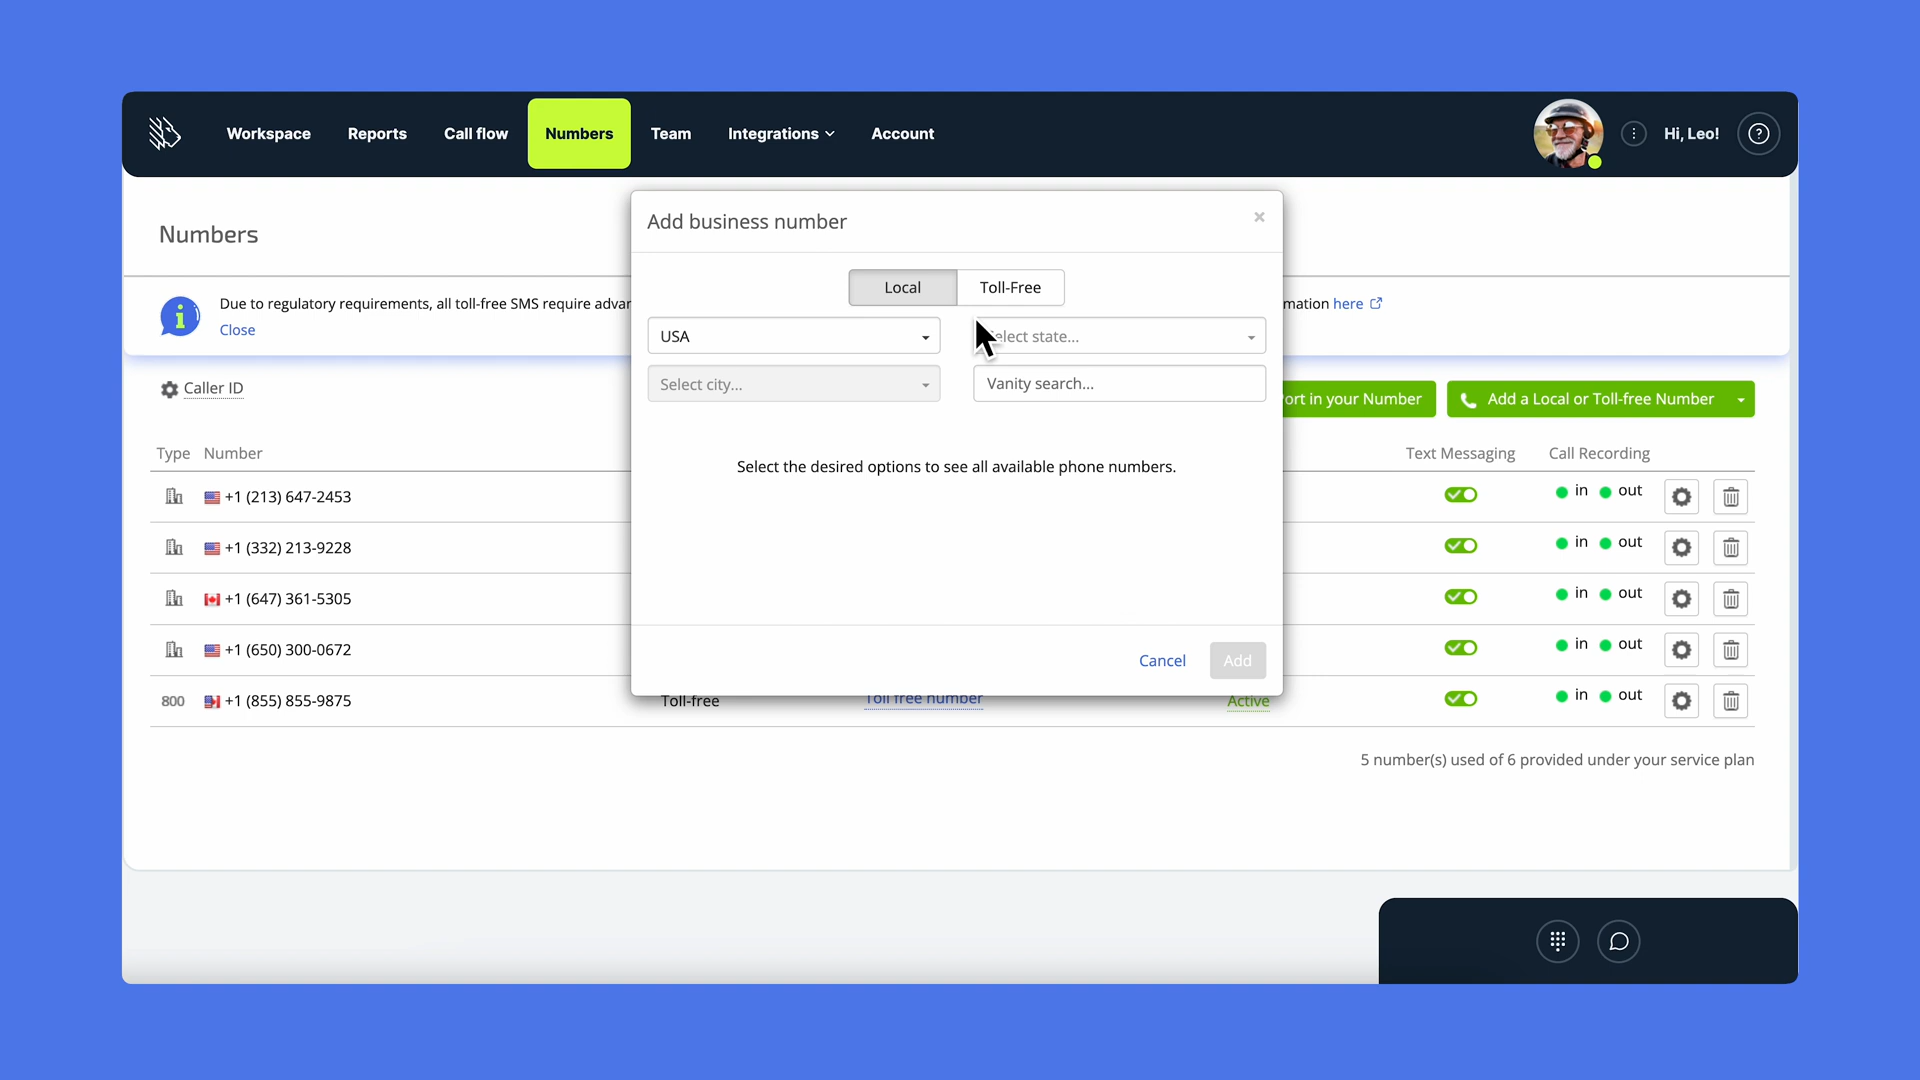 Workspace
Reports
Call flow
Numbers
Team
Integrations
Account
Hi, Leo!
?
Numbers
Add business number
×
Local
Toll-Free
Due to regulatory requirements, all toll-free SMS require
mation here
Close
USA
elect state...
Select city...
Vanity search...
Caller ID
ort in your Number
Add a Local or Toll-free Number
Type
Number
Text Messaging
Call Recording
Select the desired options to see all available phone numbers.
+1 (213) 647-2453
in
out
+1 (332) 213-9228
in
out
+1 (647) 361-5305
in
out
+1 (650) 300-0672
in
out
Cancel
Add
800
+1 (855) 855-9875
Toll-free
Toll free number
Active
in
out
5 number(s) used of 6 provided under your service plan